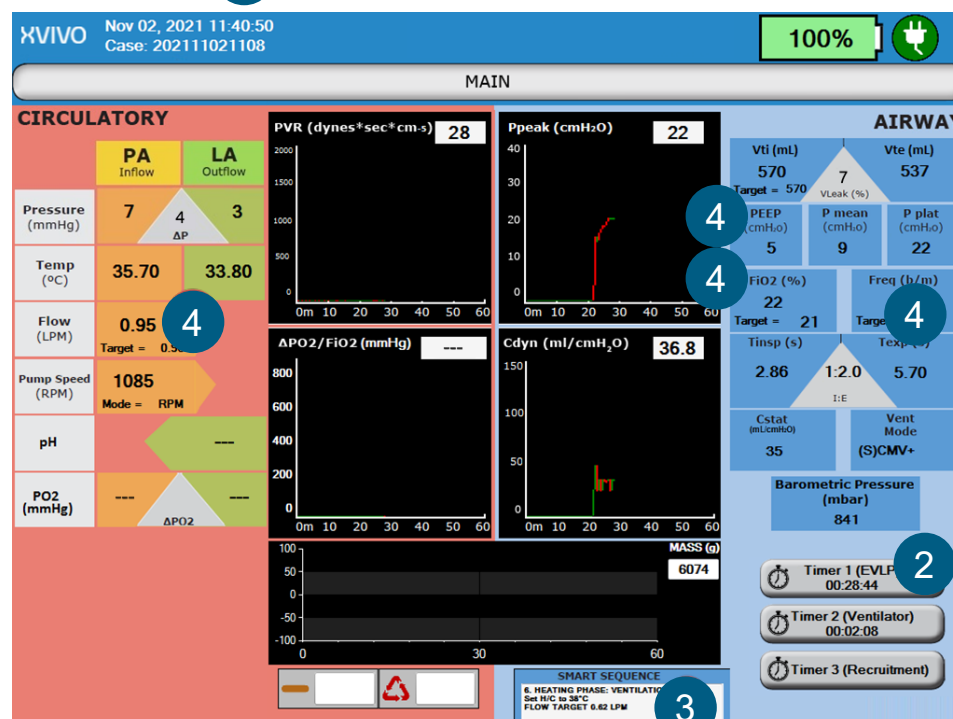 XVIVO
Nov 02, 2021 11:40:50
Case: 202111021108
100%
MAIN
CIRCULATORY
PA
Inflow
LA
Outflow
Pressure
(mmHg)
7
4
ΔP
3
Temp
(ºC)
35.70
33.80
Flow
(LPM)
0.95
4
Target =
Pump Speed
(RPM)
1085
Mode = RPM
pH
---
PO2
(mmHg)
---
ΔPO2
---
PVR (dynes*sec*cm-5)
28
2000
1500
1000
500
0
0m 10 20 30 40 50 60
Ppeak (cmH2O)
22
40
30
20
10
0
0m 10 20 30 40 50 60
ΔPO2/FiO2 (mmHg)
---
800
600
400
200
0
0m 10 20 30 40 50 60
Cdyn (ml/cmH2O)
36.8
150
100
50
0
0m 10 20 30 40 50 60
MASS (g)
6074
100
50
0
-50
-100
0 30 60
SMART SEQUENCE
6. HEATING PHASE:
Set H/C to 38°C
FLOW TARGET 0.62 LPM
3
Vti (mL)
570
Target = 570
7
VLeak (%)
Vte (mL)
537
4
PEEP
(cmH2O)
5
P mean
(cmH2O)
9
P plat
(cmH2O)
22
4
FiO2 (%)
22
Target = 21
Freq (b/m)
4
Tinsp (s)
2.86
1:2.0
I:E
5.70
Cstat
(mL/cmH2O)
35
Vent
Mode
(S)CMV+
Barometric Pressure
(mbar)
841
Timer 1
00:28:44
2
Timer 2 (Ventilator)
00:02:08
Timer 3 (Recruitment)